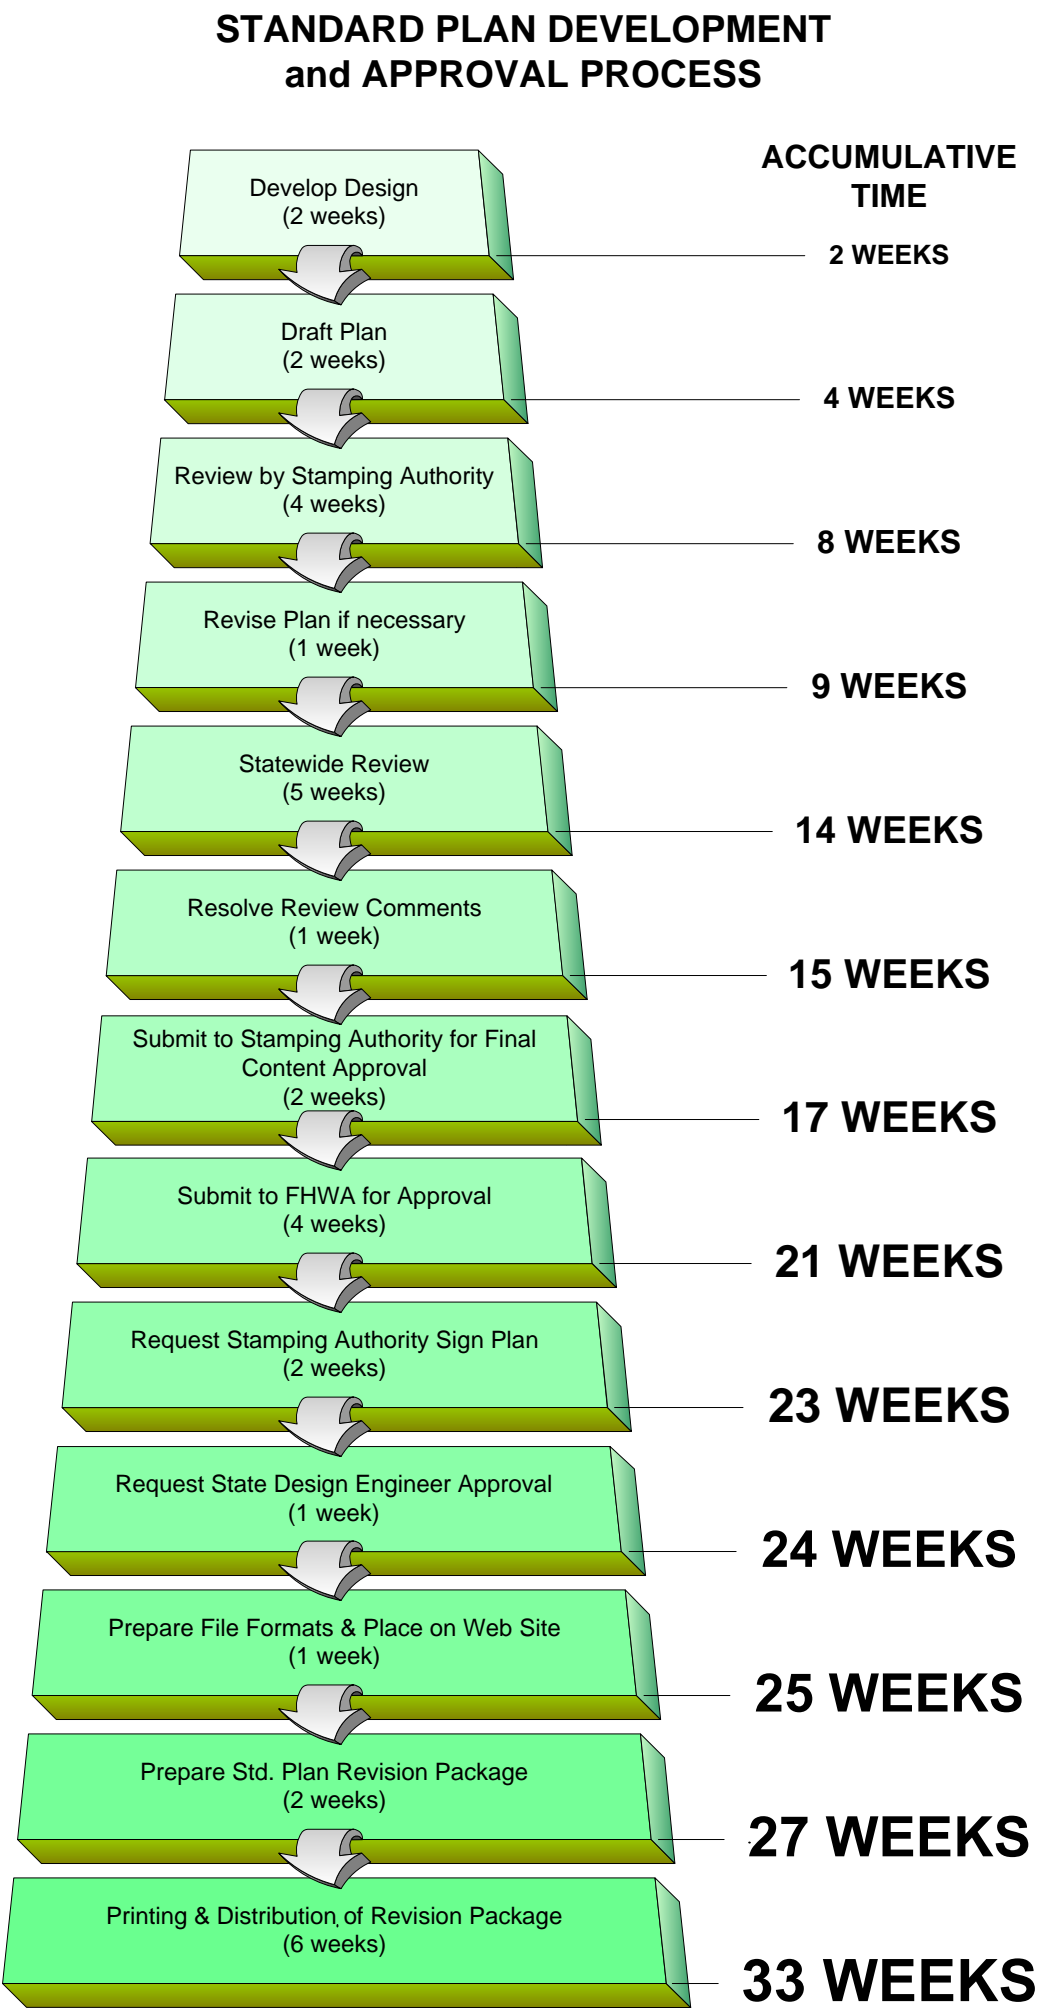 STANDARD PLAN DEVELOPMENT
and APPROVAL PROCESS
ACCUMULATIVE
TIME
Develop Design
(2 weeks)
2 WEEKS
Draft Plan
(2 weeks)
4 WEEKS
Review by Stamping Authority
(4 weeks)
8 WEEKS
Revise Plan if necessary
(1 week)
9 WEEKS
Statewide Review
(5 weeks)
14 WEEKS
Resolve Review Comments
(1 week)
15 WEEKS
Submit to Stamping Authority for Final
Content Approval
(2 weeks)
17 WEEKS
Submit to FHWA for Approval
(4 weeks)
21 WEEKS
Request Stamping Authority Sign Plan
(2 weeks)
23 WEEKS
Request State Design Engineer Approval
(1 week)
24 WEEKS
Prepare File Formats & Place on Web Site
(1 week)
25 WEEKS
Prepare Std. Plan Revision Package
(2 weeks)
27 WEEKS
Printing & Distribution of Revision Package
(6 weeks)
33 WEEKS